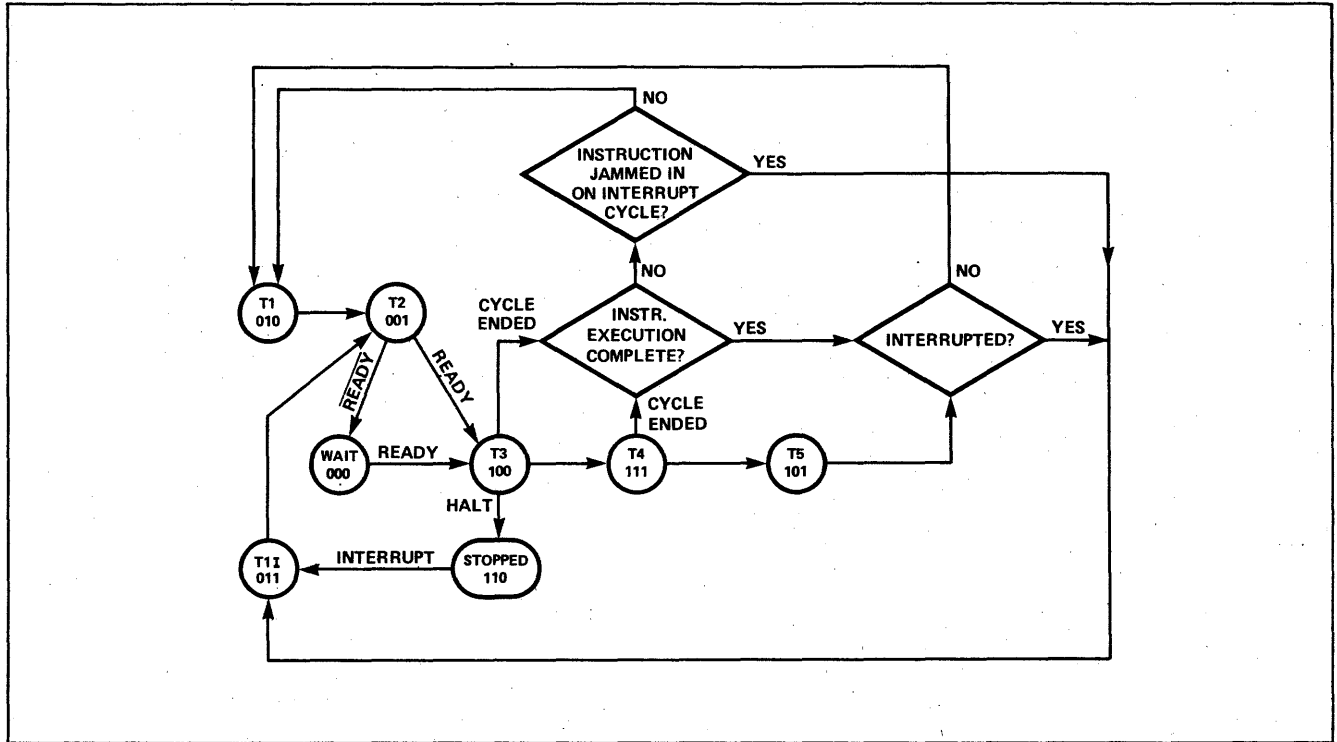 NO
INSTRUCTION
JAMMED IN
ON INTERRUPT
CYCLE?
YES
NO
NO
T1
010
T2
001
CYCLE
ENDED
INSTR.
EXECUTION
COMPLETE?
YES
INTERRUPTED?
YES
READY
READY
CYCLE
ENDED
WAIT
000
READY
T3
100
T4
111
T5
101
HALT
T1I
011
INTERRUPT
STOPPED
110